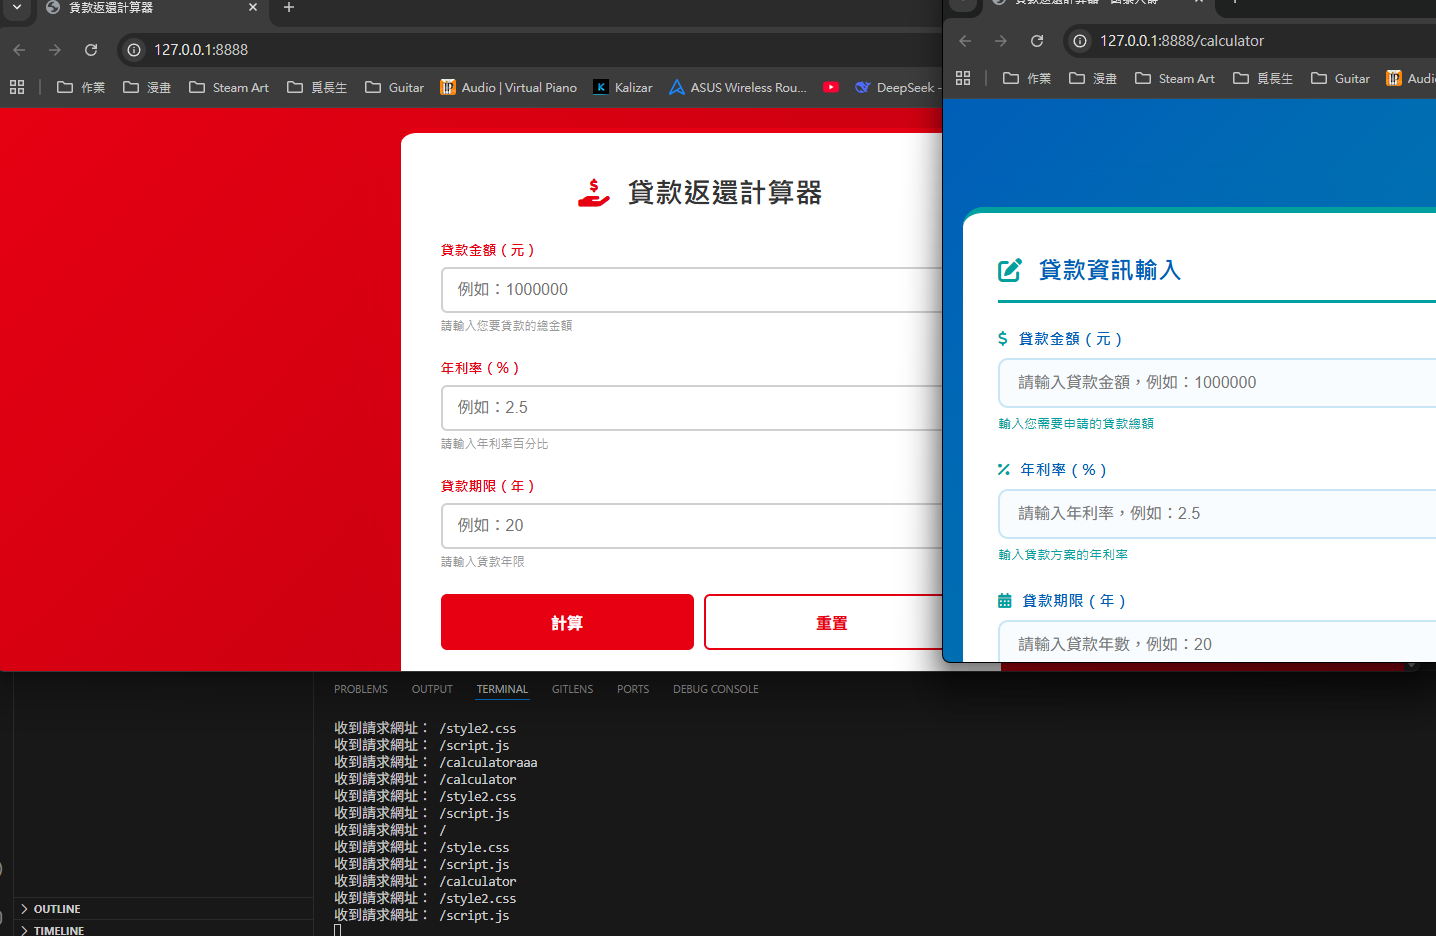 貸款返還計算器
127.0.0.1:8888
作業
漫畫
Steam Art
覓長生
Guitar
Audio | Virtual Piano
Kalizar
ASUS Wireless Rou...
DeepSeek -
貸款返還計算器
貸款金額（元）
例如：1000000
請輸入您要貸款的總金額
年利率（%）
例如：2.5
請輸入年利率百分比
貸款期限（年）
例如：20
請輸入貸款年限
計算
重置
127.0.0.1:8888/calculator
作業
漫畫
Steam Art
覓長生
Guitar
Audi
貸款資訊輸入
貸款金額（元）
請輸入貸款金額，例如：1000000
輸入您需要申請的貸款總額
年利率（%）
請輸入年利率，例如：2.5
輸入貸款方案的年利率
貸款期限（年）
請輸入貸款年數，例如：20
PROBLEMS
OUTPUT
TERMINAL
GITLENS
PORTS
DEBUG CONSOLE
收到請求網址： /style2.css
收到請求網址： /script.js
收到請求網址： /calculatoraaa
收到請求網址： /calculator
收到請求網址： /style2.css
收到請求網址： /script.js
收到請求網址： /
收到請求網址： /style.css
收到請求網址： /script.js
收到請求網址： /calculator
收到請求網址： /style2.css
收到請求網址： /script.js
OUTLINE
TIMELINE